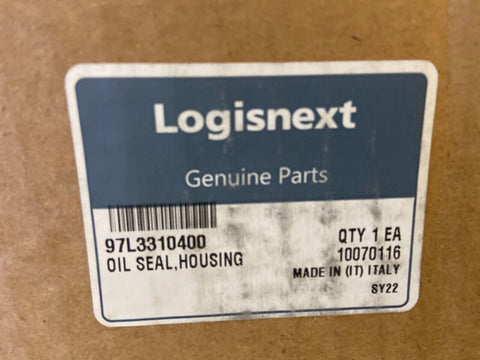 Logisnext
Genuine Parts
97L3310400 QTY 1 EA
OIL SEAL,HOUSING 10070116
MADE IN (IT) ITALY
SY22